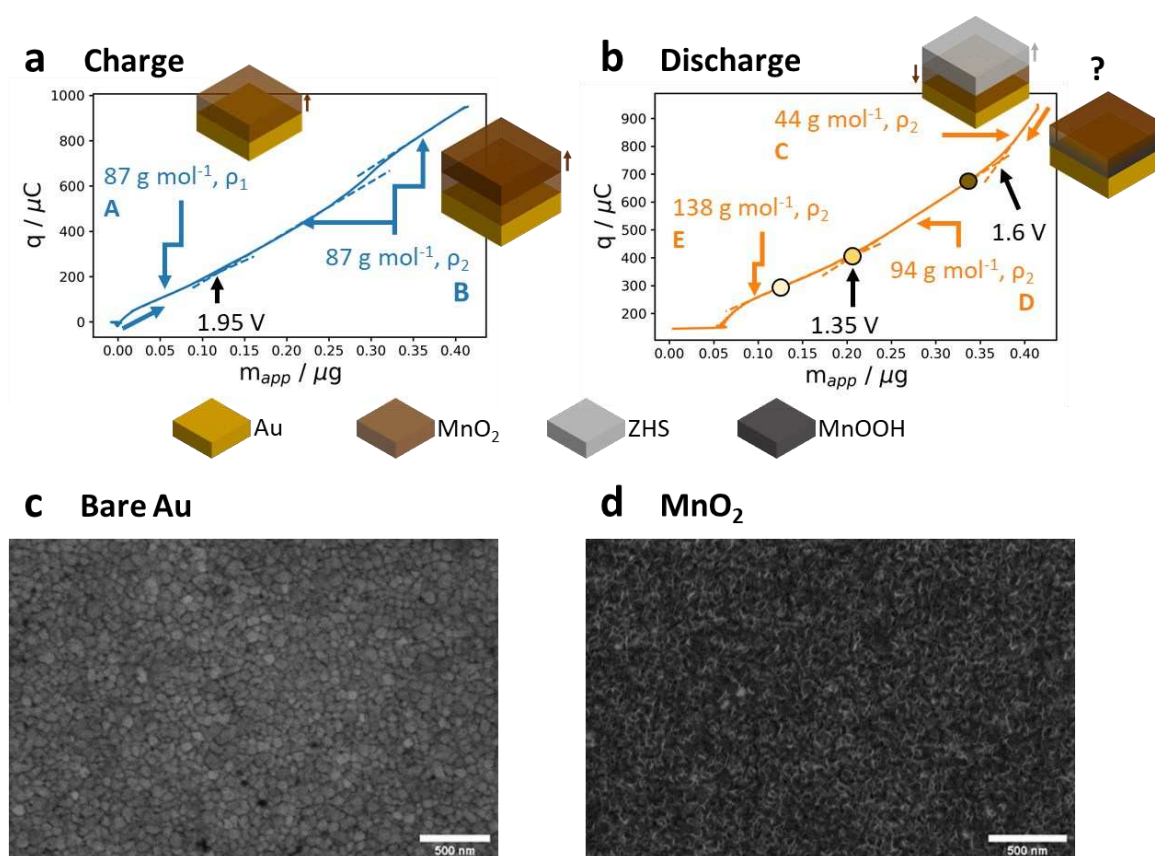 a Charge
1000
800
600
400
200
0
q / µC
0.00 0.05 0.10 0.15 0.20 0.25 0.30 0.35 0.40
m_app / µg
87 g mol⁻¹, ρ₁
A
1.95 V
87 g mol⁻¹, ρ₂
B
b Discharge
?
900
800
700
600
500
400
300
200
q / µC
0.00 0.05 0.10 0.15 0.20 0.25 0.30 0.35 0.40
m_app / µg
44 g mol⁻¹, ρ₂
C
138 g mol⁻¹, ρ₂
E
1.6 V
94 g mol⁻¹, ρ₂
D
1.35 V
Au
MnO₂
ZHS
MnOOH
c Bare Au
500 nm
d MnO₂
500 nm